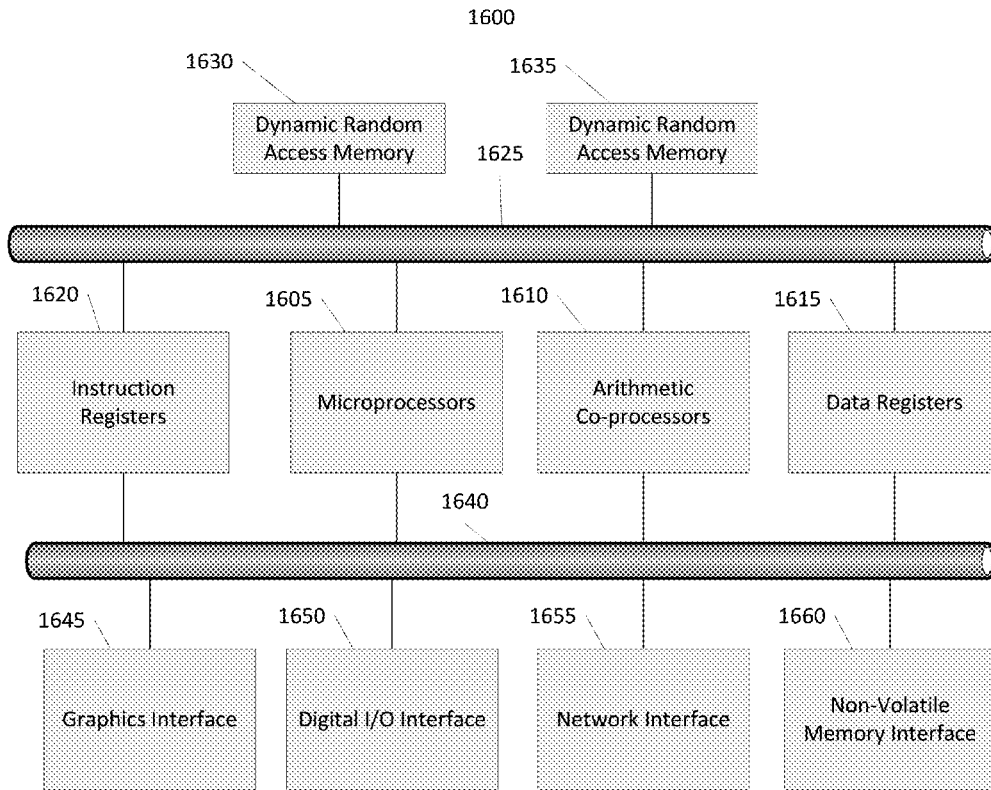 1600
1630
1635
Dynamic Random
Access Memory
Dynamic Random
Access Memory
1625
1620
1605
1610
1615
Instruction
Registers
Microprocessors
Arithmetic
Co-processors
Data Registers
1640
1645
1650
1655
1660
Graphics Interface
Digital I/O Interface
Network Interface
Non-Volatile
Memory Interface